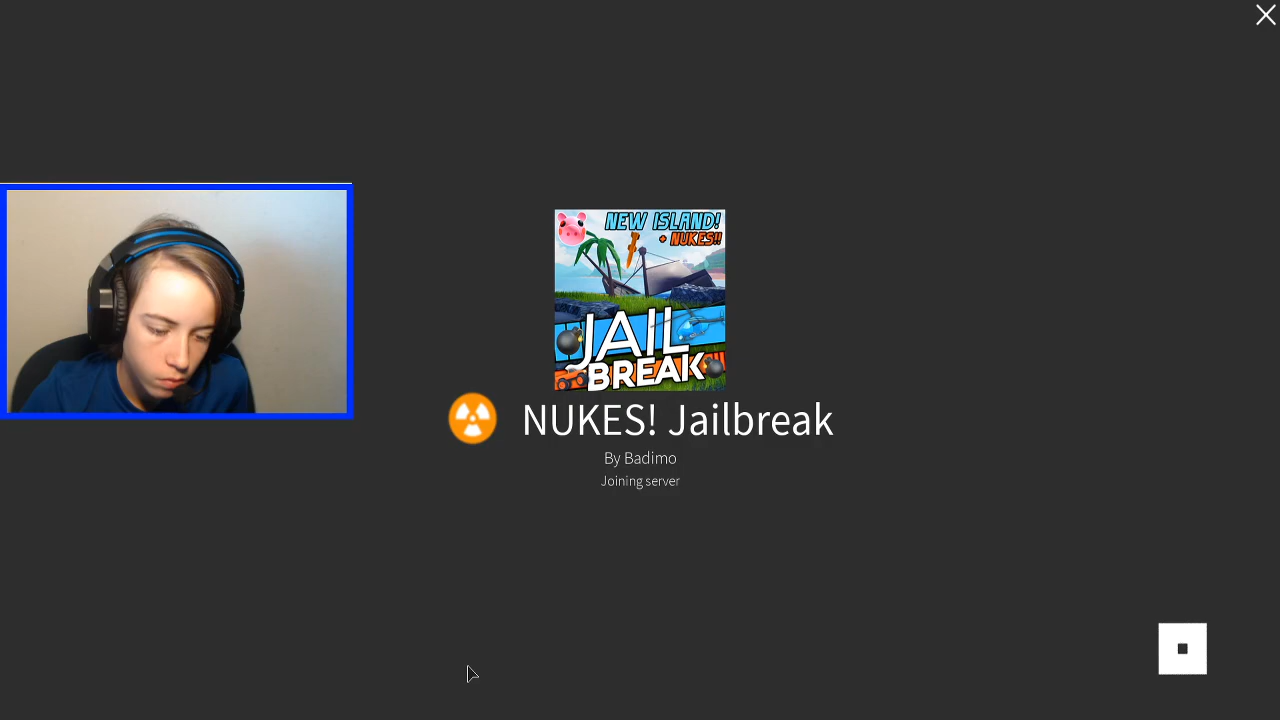 NEW ISLAND!
+ NUKES!!
JAIL
BREAK
NUKES! Jailbreak
By Badimo
Joining server